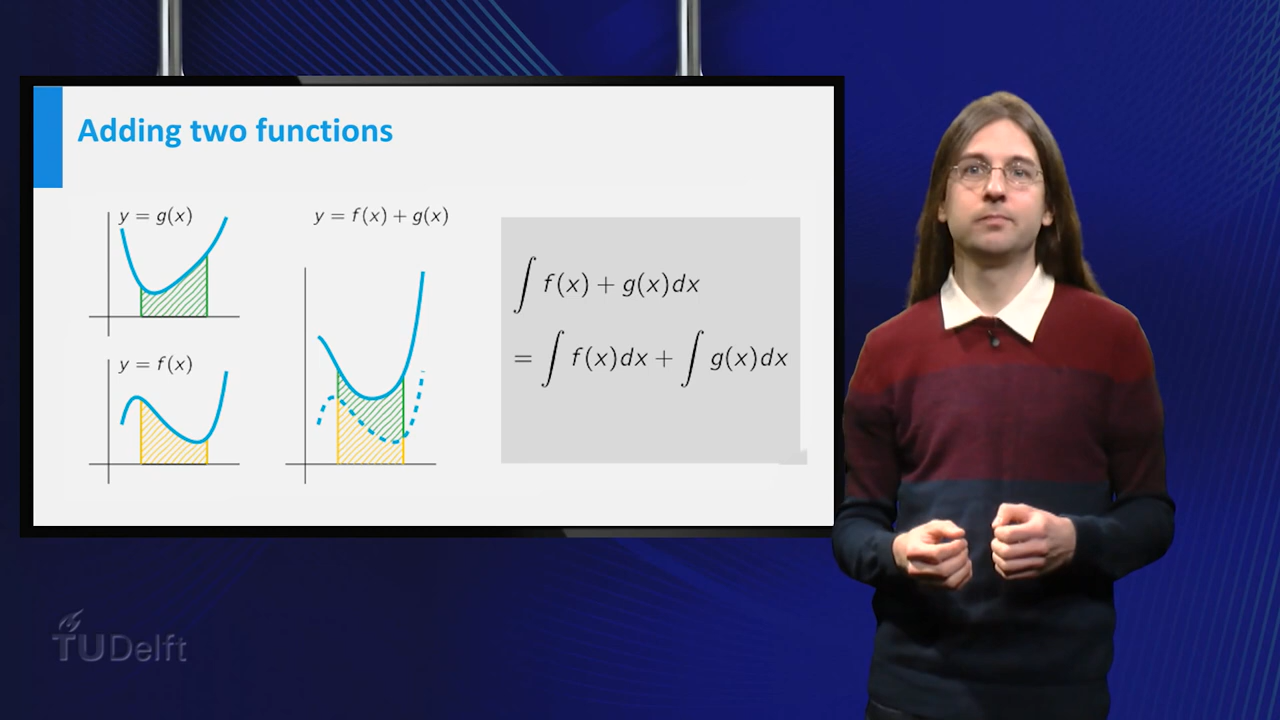 Adding two functions
y = g(x)
y = f(x) + g(x)
y = f(x)
∫ f(x) + g(x)dx
= ∫ f(x)dx + ∫ g(x)dx
TUDelft